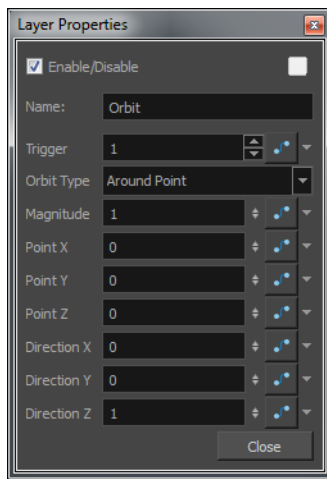 Layer Properties
Enable/Disable
Name: Orbit
Trigger 1
Orbit Type Around Point
Magnitude 1
Point X 0
Point Y 0
Point Z 0
Direction X 0
Direction Y 0
Direction Z 1
Close